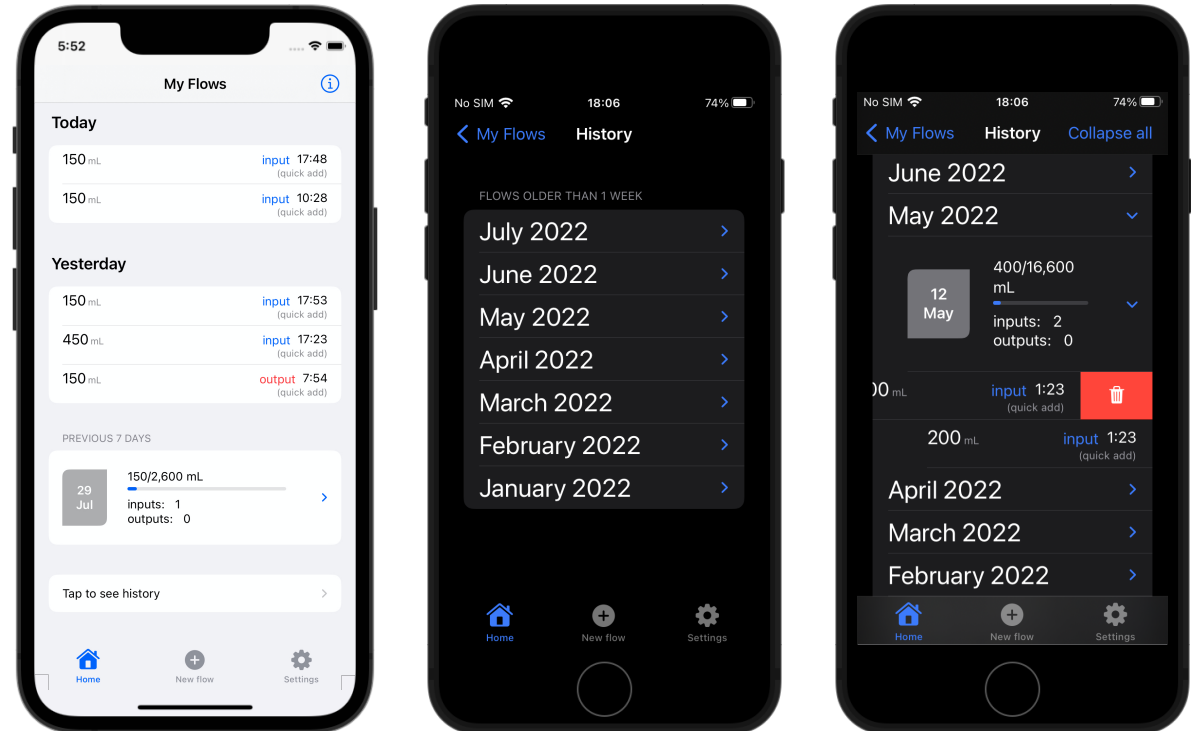 5:52
My Flows
Today
150 mL input 17:48
(quick add)
150 mL input 10:28
(quick add)
Yesterday
150 mL input 17:53
(quick add)
450 mL input 17:23
(quick add)
150 mL output 7:54
(quick add)
PREVIOUS 7 DAYS
29
Jul
150/2,600 mL
inputs: 1
outputs: 0
Tap to see history
Home New flow Settings
No SIM 18:06 74%
My Flows History
FLOWS OLDER THAN 1 WEEK
July 2022
June 2022
May 2022
April 2022
March 2022
February 2022
January 2022
Home New flow Settings
No SIM 18:06 74%
My Flows History Collapse all
June 2022
May 2022
12
May
400/16,600
mL
inputs: 2
outputs: 0
00 mL input 1:23
(quick add)
200 mL input 1:23
(quick add)
April 2022
March 2022
February 2022
Home New flow Settings